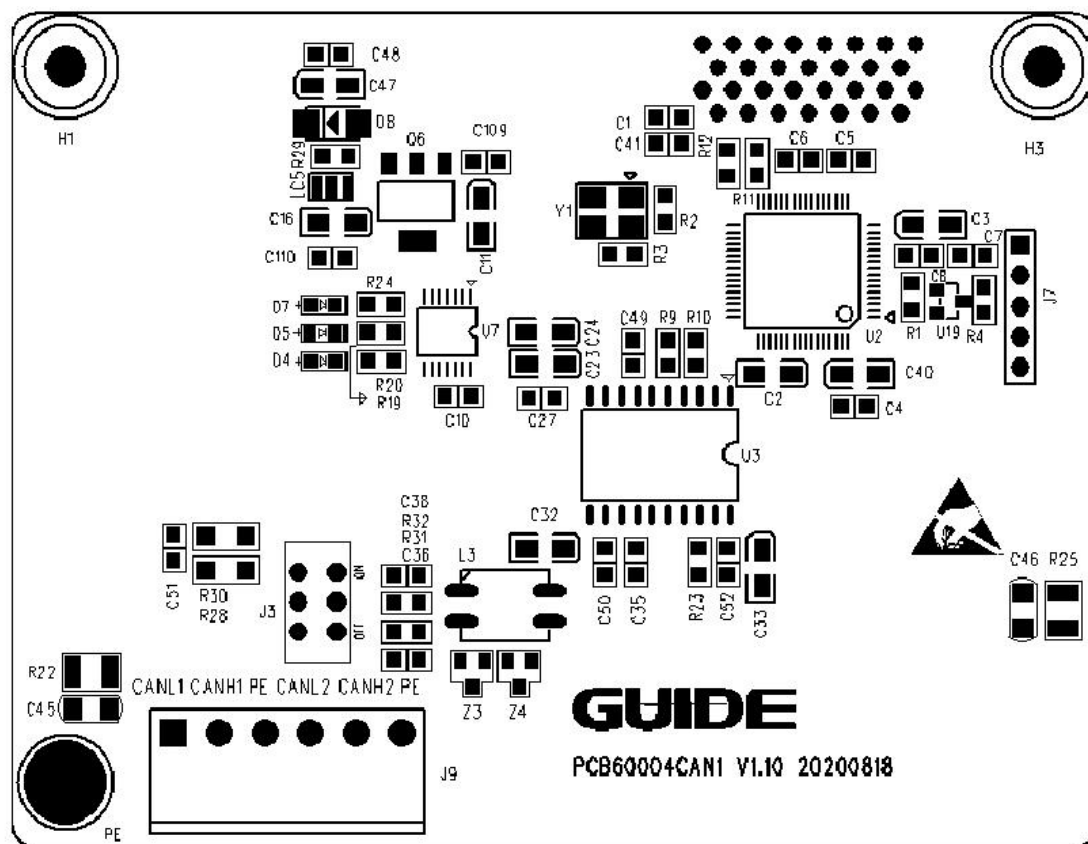 C48
C47
D8
R29
LC5
Q6
C109
C16
C110
C111
H1
C1
C41
R12
C6 C5
R11
H3
Y1
R2
R3
C3
C7
C8
J7
R1 U19 R4
U2
D7+
D5+
D4+
R24
R20
R19
U7
C24
C23
C10
C27
C49 R9 R10
C2
C40
C4
U3
C38
R32
R31
C36
C32
L3
C51
R30
R28
J3
ON
OFF
C50 C35 R23 C52 C33
C46 R25
R22
C45
CANL1 CANH1 PE CANL2 CANH2 PE
Z3 Z4
J9
PE
GUIDE
PCB60004CAN1 V1.10 20200818